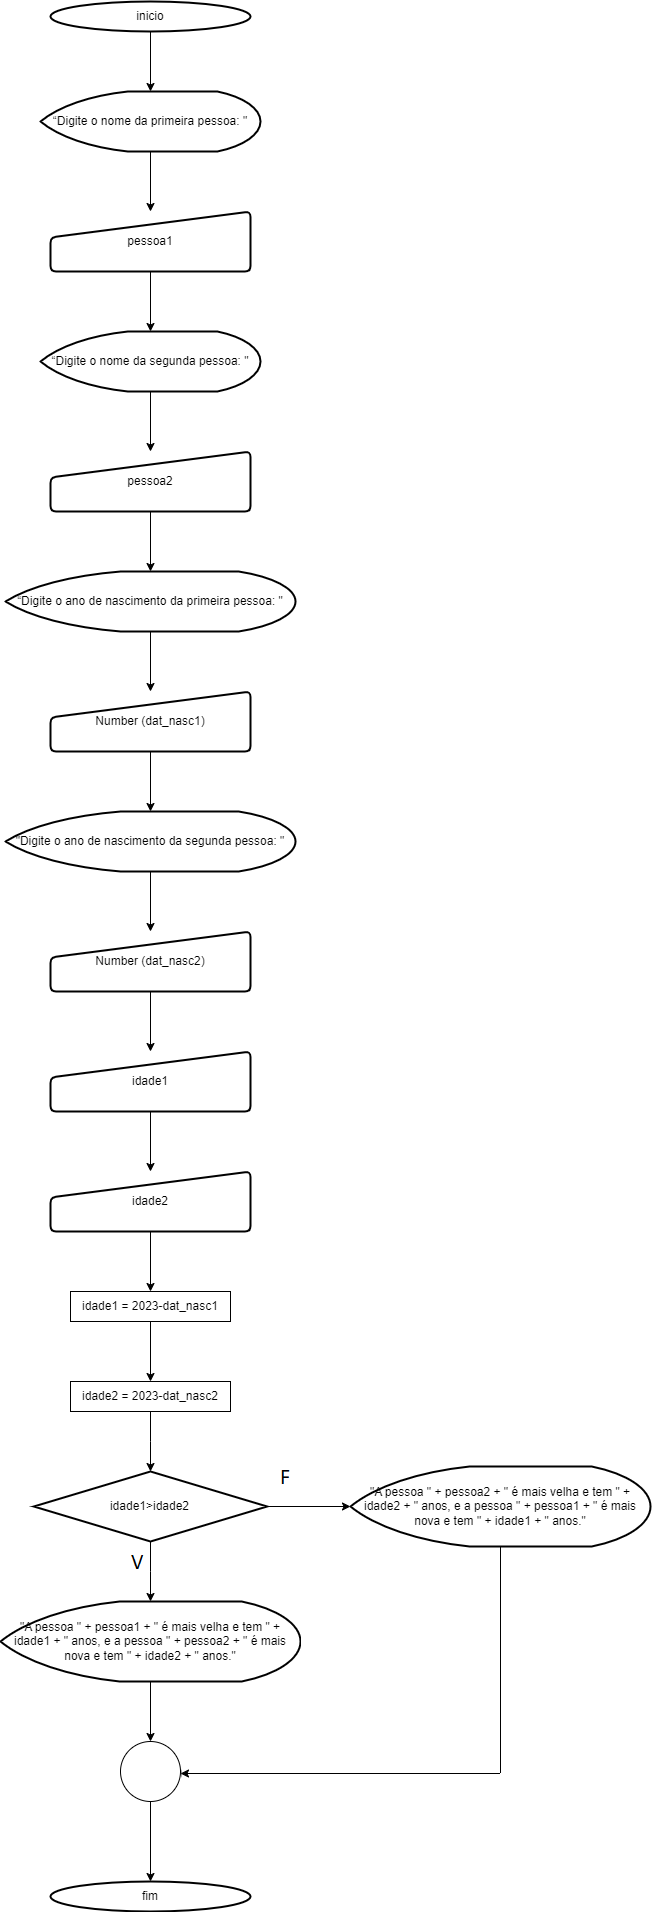 inicio
“Digite o nome da primeira pessoa: "
pessoa1
“Digite o nome da segunda pessoa: "
pessoa2
“Digite o ano de nascimento da primeira pessoa: "
Number (dat_nasc1)
"Digite o ano de nascimento da segunda pessoa: "
Number (dat_nasc2)
idade1
idade2
idade1 = 2023-dat_nasc1
idade2 = 2023-dat_nasc2
idade1>idade2
F
"A pessoa " + pessoa2 + " é mais velha e tem " +
idade2 + " anos, e a pessoa " + pessoa1 + " é mais
nova e tem " + idade1 + " anos."
V
"A pessoa " + pessoa1 + " é mais velha e tem " +
idade1 + " anos, e a pessoa " + pessoa2 + " é mais
nova e tem " + idade2 + " anos."
fim